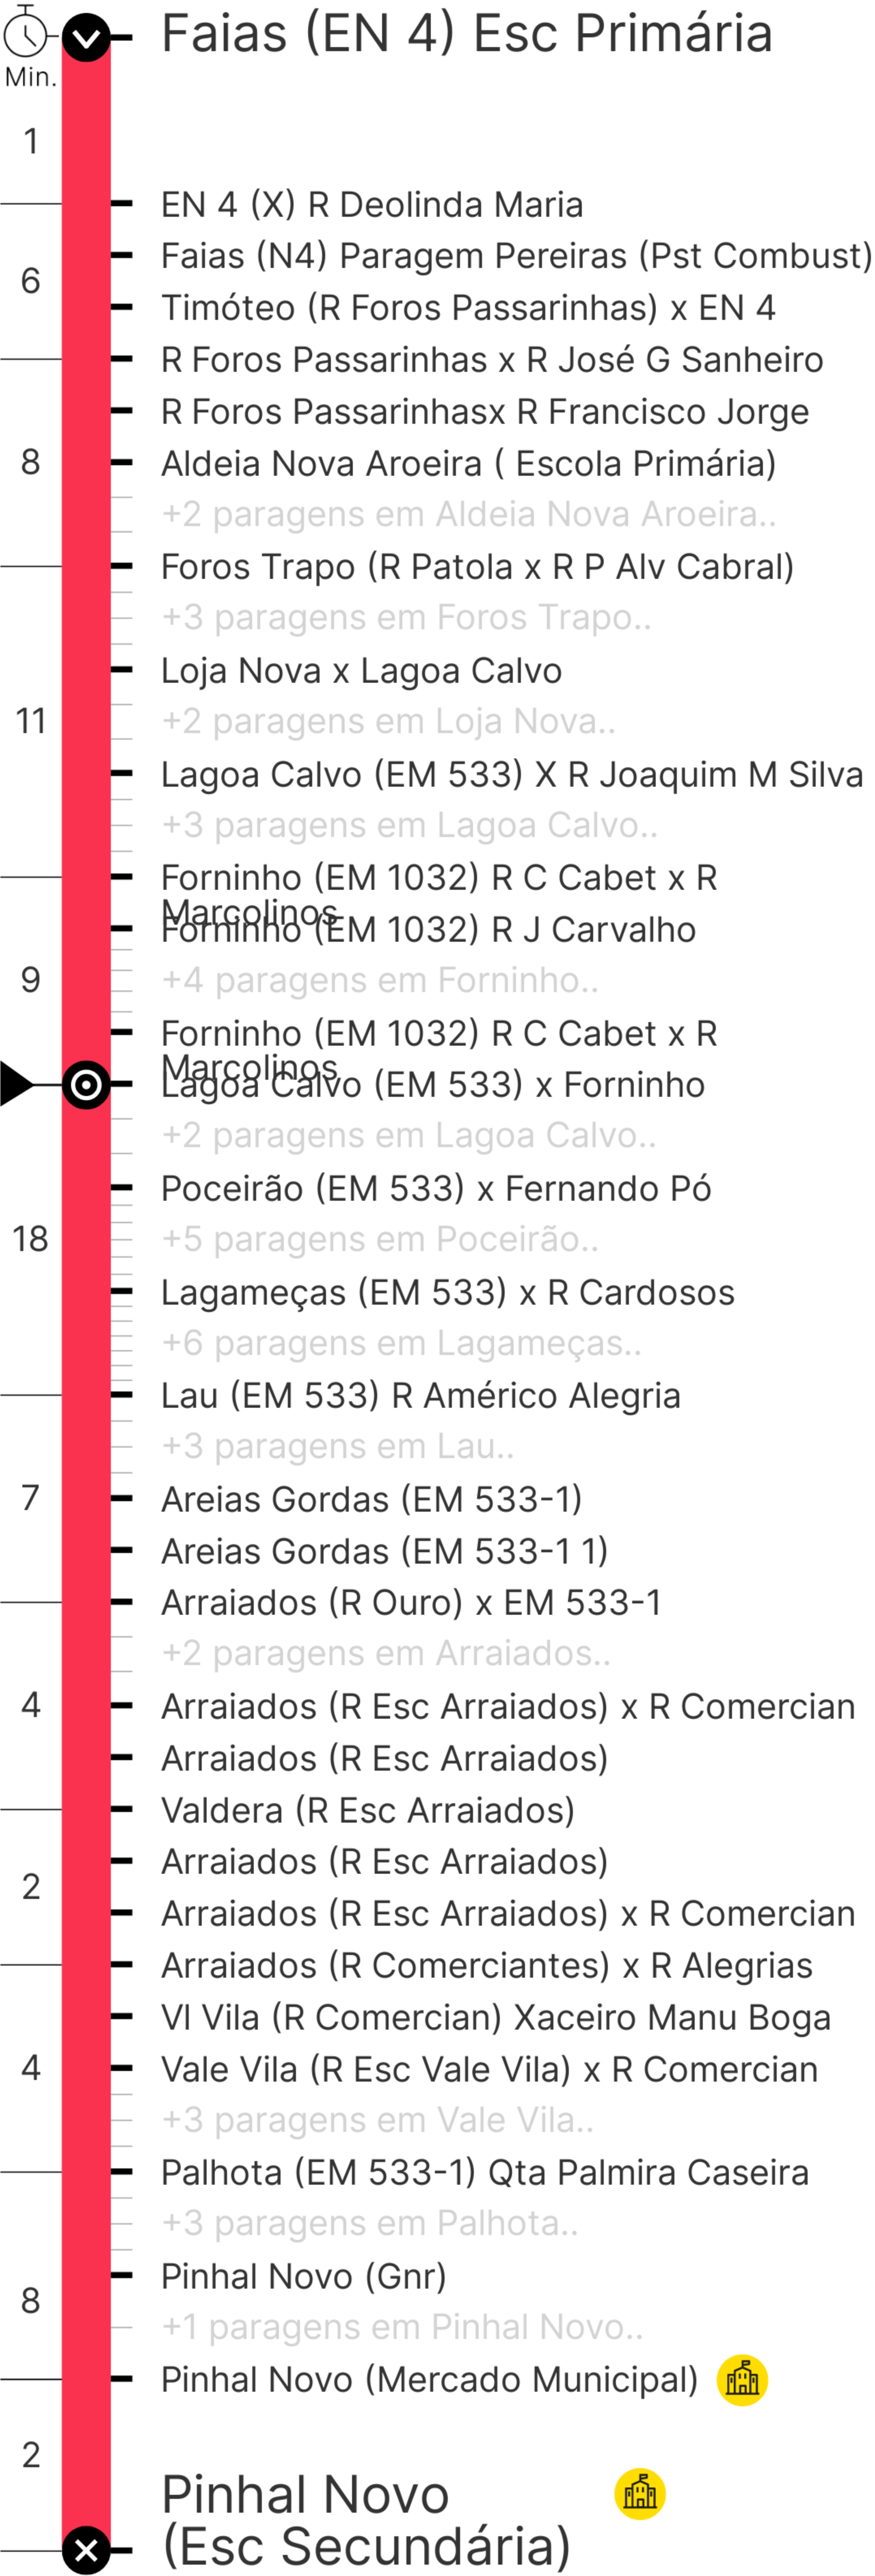 Faias (EN 4) Esc Primária
Min.
1
EN 4 (X) R Deolinda Maria
Faias (N4) Paragem Pereiras (Pst Combust)
6
Timóteo (R Foros Passarinhas) x EN 4
R Foros Passarinhas x R José G Sanheiro
R Foros Passarinhasx R Francisco Jorge
8
Aldeia Nova Aroeira ( Escola Primária)
+2 paragens em Aldeia Nova Aroeira..
Foros Trapo (R Patola x R P Alv Cabral)
+3 paragens em Foros Trapo..
Loja Nova x Lagoa Calvo
11
+2 paragens em Loja Nova..
Lagoa Calvo (EM 533) X R Joaquim M Silva
+3 paragens em Lagoa Calvo..
Forninho (EM 1032) R C Cabet x R
Marcolinos
Forninho (EM 1032) R J Carvalho
9
+4 paragens em Forninho..
Forninho (EM 1032) R C Cabet x R
Marcolinos
Lagoa Calvo (EM 533) x Forninho
+2 paragens em Lagoa Calvo..
Poceirão (EM 533) x Fernando Pó
18
+5 paragens em Poceirão..
Lagameças (EM 533) x R Cardosos
+6 paragens em Lagameças..
Lau (EM 533) R Américo Alegria
+3 paragens em Lau..
7
Areias Gordas (EM 533-1)
Areias Gordas (EM 533-1 1)
Arraiados (R Ouro) x EM 533-1
+2 paragens em Arraiados..
4
Arraiados (R Esc Arraiados) x R Comercian
Arraiados (R Esc Arraiados)
Valdera (R Esc Arraiados)
Arraiados (R Esc Arraiados)
2
Arraiados (R Esc Arraiados) x R Comercian
Arraiados (R Comerciantes) x R Alegrias
Vl Vila (R Comercian) Xaceiro Manu Boga
4
Vale Vila (R Esc Vale Vila) x R Comercian
+3 paragens em Vale Vila..
Palhota (EM 533-1) Qta Palmira Caseira
+3 paragens em Palhota..
Pinhal Novo (Gnr)
8
+1 paragens em Pinhal Novo..
Pinhal Novo (Mercado Municipal)
2
Pinhal Novo
(Esc Secundária)